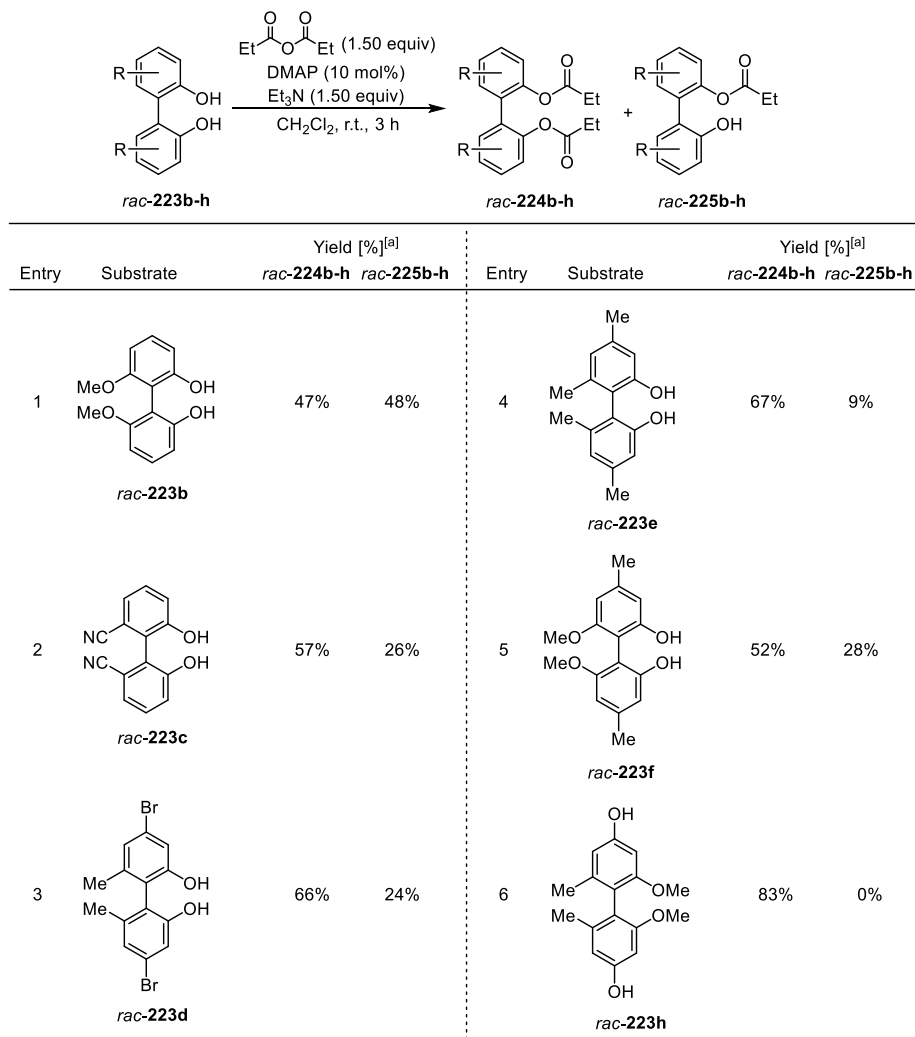 O O
Et O Et (1.50 equiv)
DMAP (10 mol%)
Et3N (1.50 equiv)
CH2Cl2, r.t., 3 h
R OH
OH
R
rac-223b-h
R O Et
O
O Et
R O
rac-224b-h
+
R O
O Et
OH
R
rac-225b-h
Yield [%][a] Yield [%][a]
Entry Substrate rac-224b-h rac-225b-h Entry Substrate rac-224b-h rac-225b-h
1
MeO OH
MeO OH
rac-223b
47% 48%
4
Me
Me OH
Me OH
Me
rac-223e
67% 9%
2
NC OH
NC OH
rac-223c
57% 26%
5
Me
MeO OH
MeO OH
Me
rac-223f
52% 28%
3
Br
Me OH
Me OH
Br
rac-223d
66% 24%
6
OH
Me OMe
Me OMe
OH
rac-223h
83% 0%